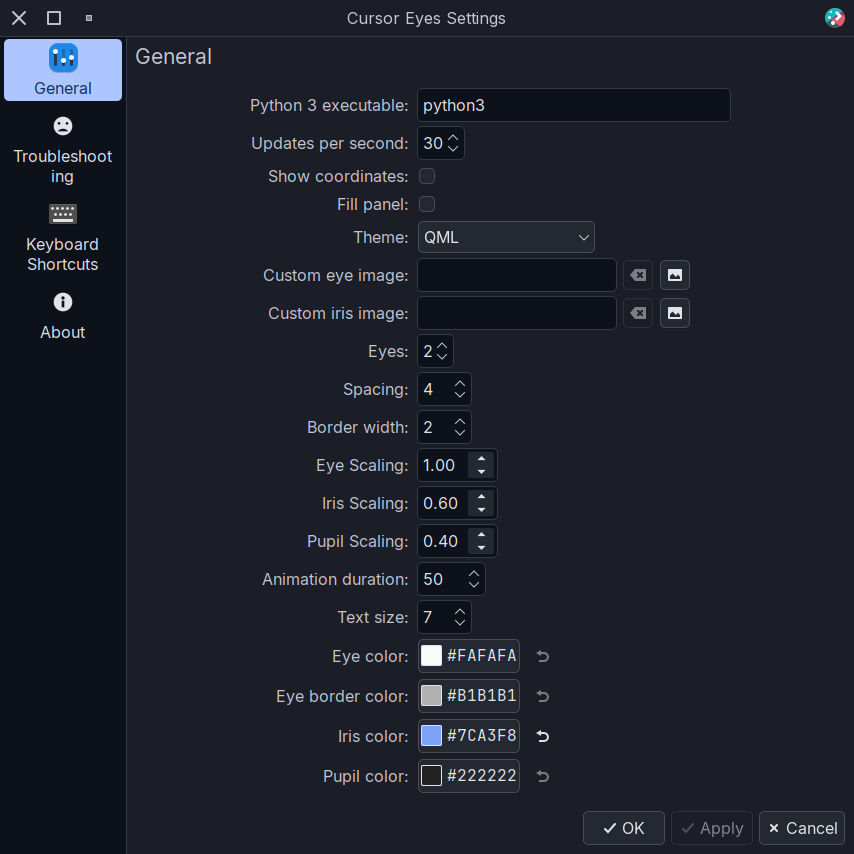 Cursor Eyes Settings
General
General
Troubleshoot
ing
Keyboard
Shortcuts
About
Python 3 executable: python3
Updates per second: 30
Show coordinates:
Fill panel:
Theme: QML
Custom eye image:
Custom iris image:
Eyes: 2
Spacing: 4
Border width: 2
Eye Scaling: 1.00
Iris Scaling: 0.60
Pupil Scaling: 0.40
Animation duration: 50
Text size: 7
Eye color: #FAFAFA
Eye border color: #B1B1B1
Iris color: #7CA3F8
Pupil color: #222222
OK Apply Cancel